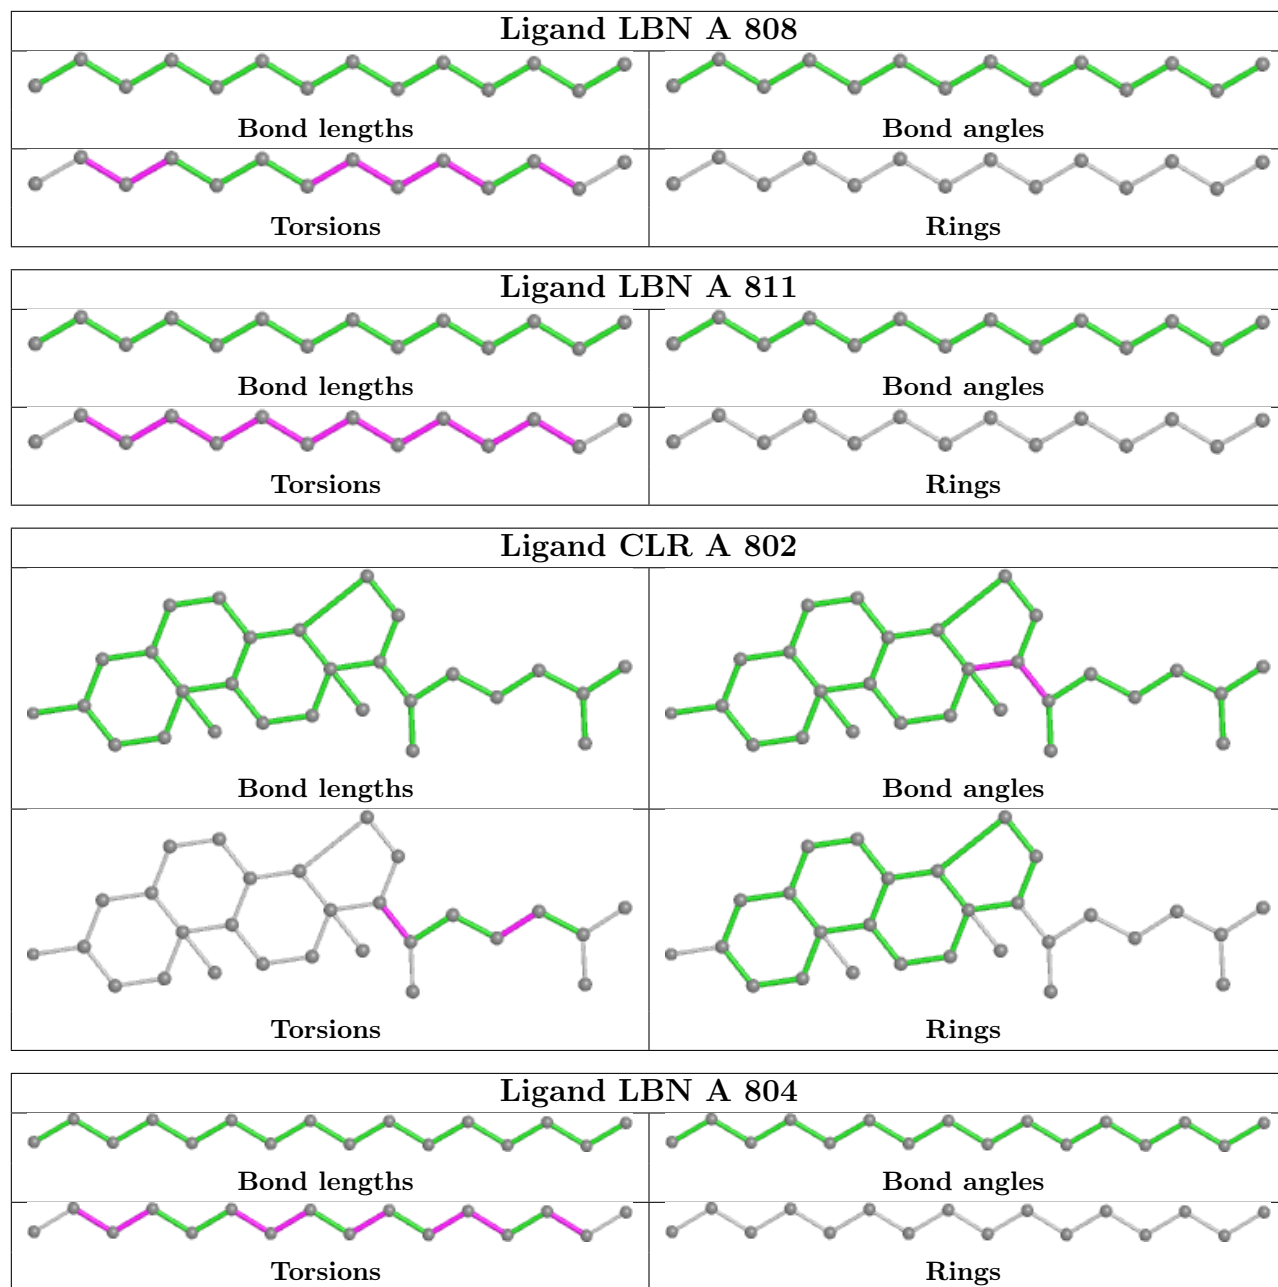 Ligand LBN A 808
Bond lengths
Bond angles
Torsions
Rings
Ligand LBN A 811
Bond lengths
Bond angles
Torsions
Rings
Ligand CLR A 802
Bond lengths
Bond angles
Torsions
Rings
Ligand LBN A 804
Bond lengths
Bond angles
Torsions
Rings